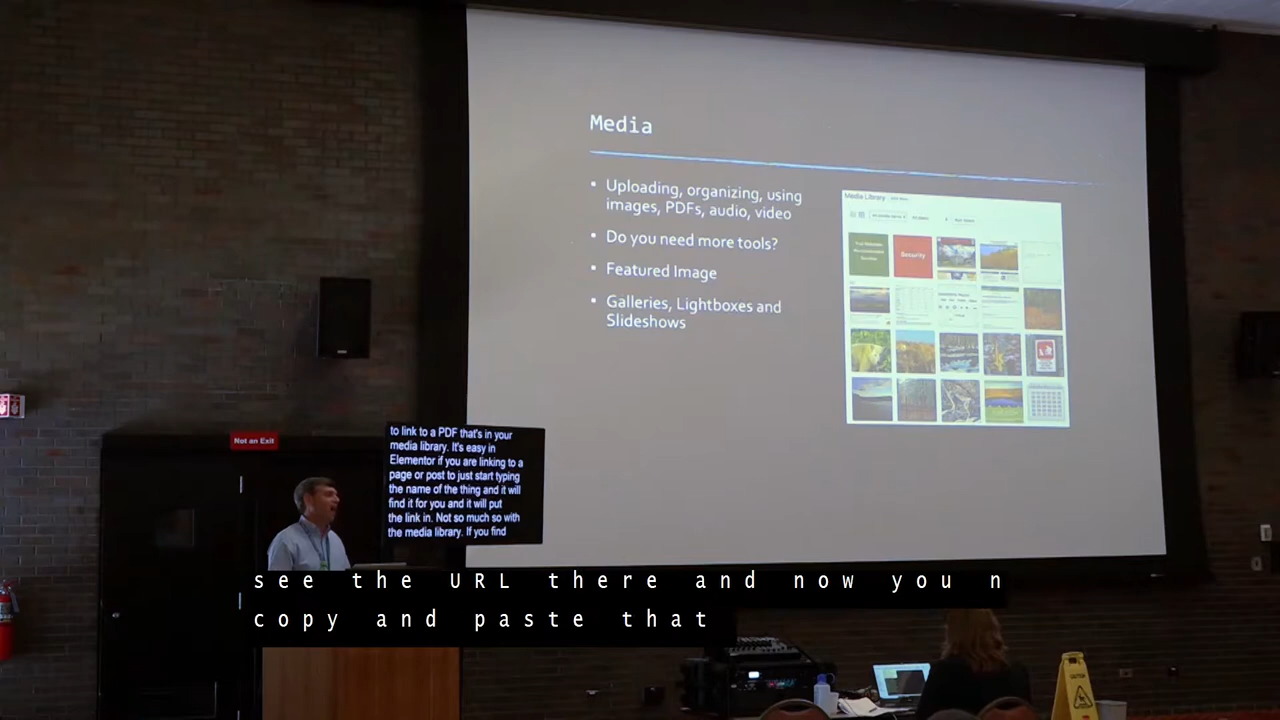 Media
▪ Uploading, organizing, using
images, PDFs, audio, video
▪ Do you need more tools?
▪ Featured Image
▪ Galleries, Lightboxes and
Slideshows
Media Library
Security
Not an Exit
to link to a PDF that's in your
media library. It's easy in
Elementor if you are linking to a
page or post to just start typing
the name of the thing and it will
find it for you and it will put
the link in. Not so much so with
the media library. If you find
see the URL there and now you n
copy and paste that
CAUTION